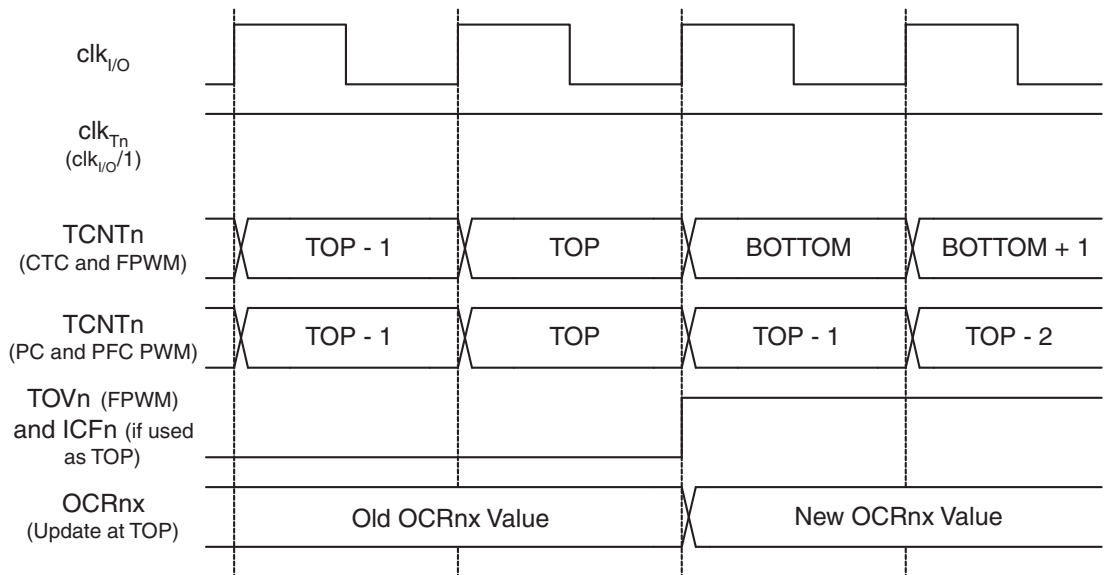 clkI/O
clkTn
(clkI/O/1)
TCNTn
(CTC and FPWM)
TOP - 1
TOP
BOTTOM
BOTTOM + 1
TCNTn
(PC and PFC PWM)
TOP - 1
TOP
TOP - 1
TOP - 2
TOVn (FPWM)
and ICFn (if used
as TOP)
OCRnx
(Update at TOP)
Old OCRnx Value
New OCRnx Value